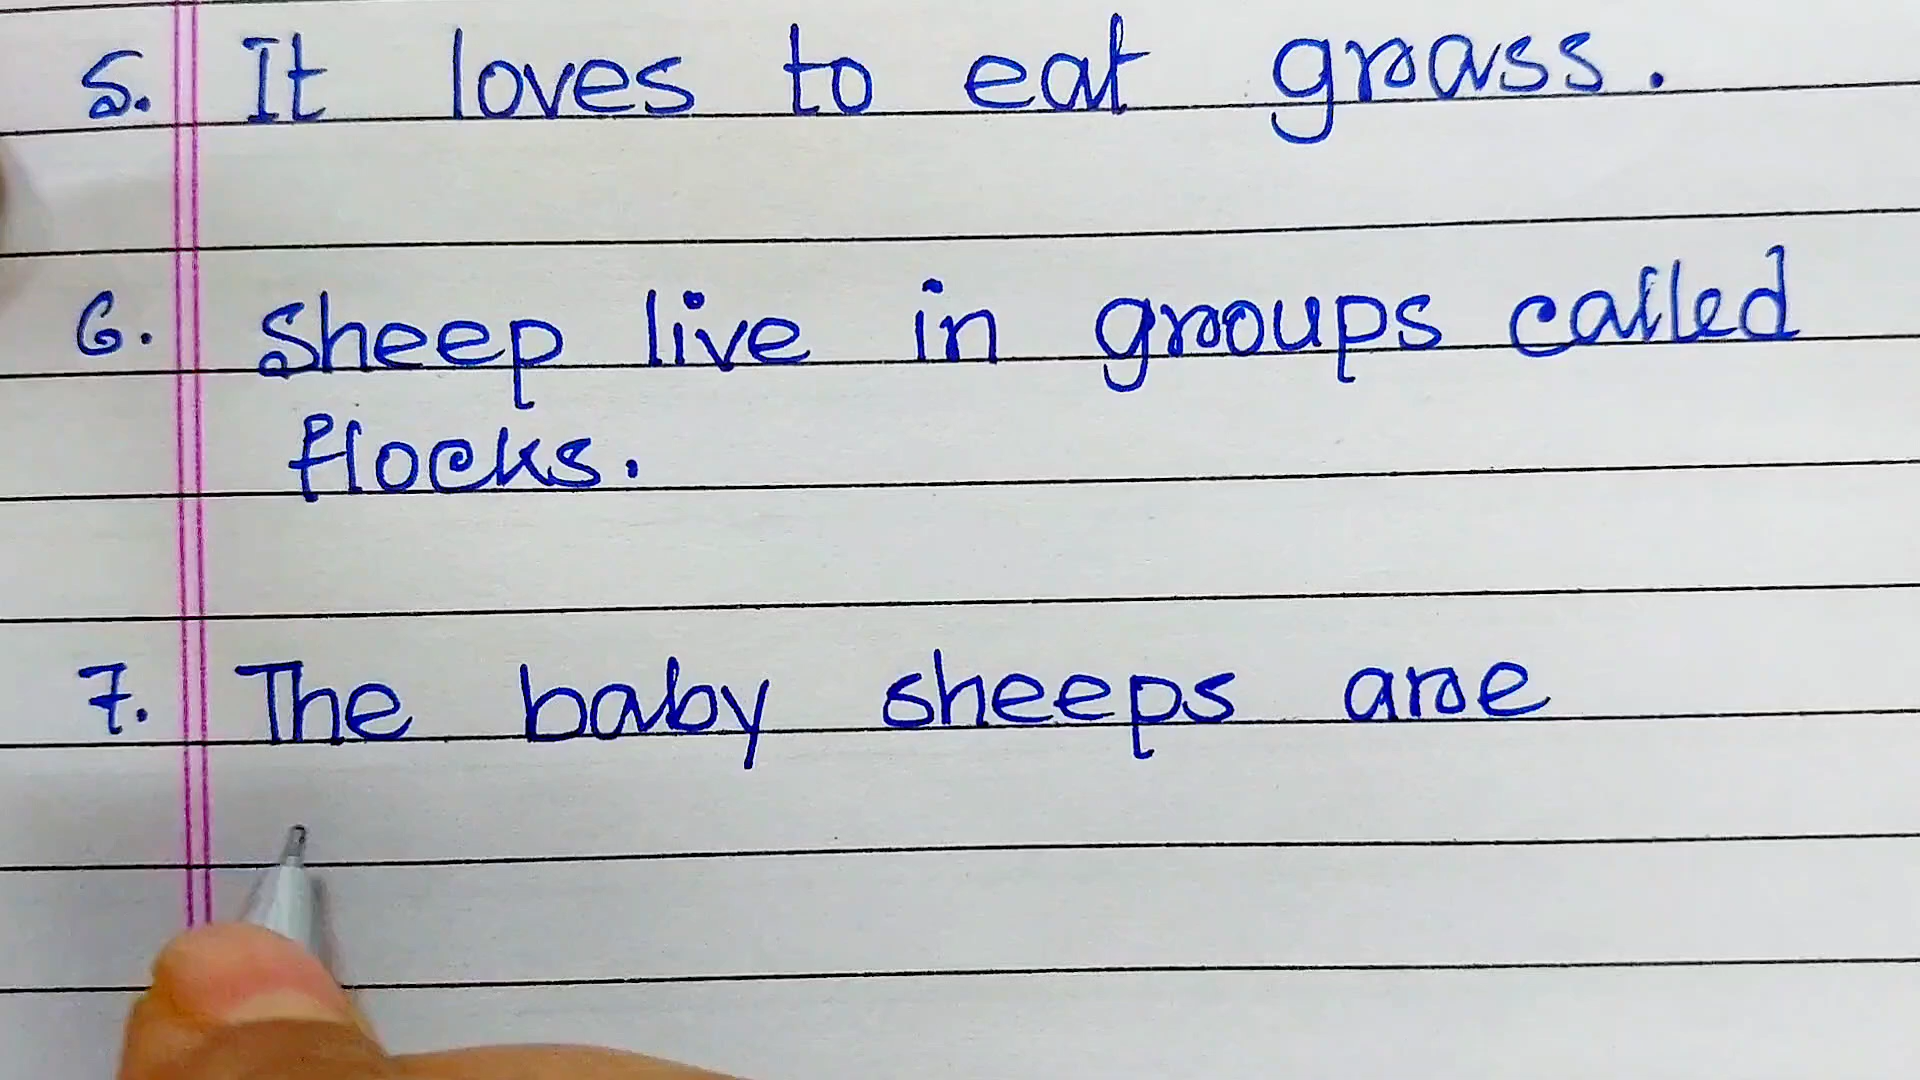 5. It loves to eat grass.
6. Sheep live in groups called
flocks.
7. The baby sheeps are